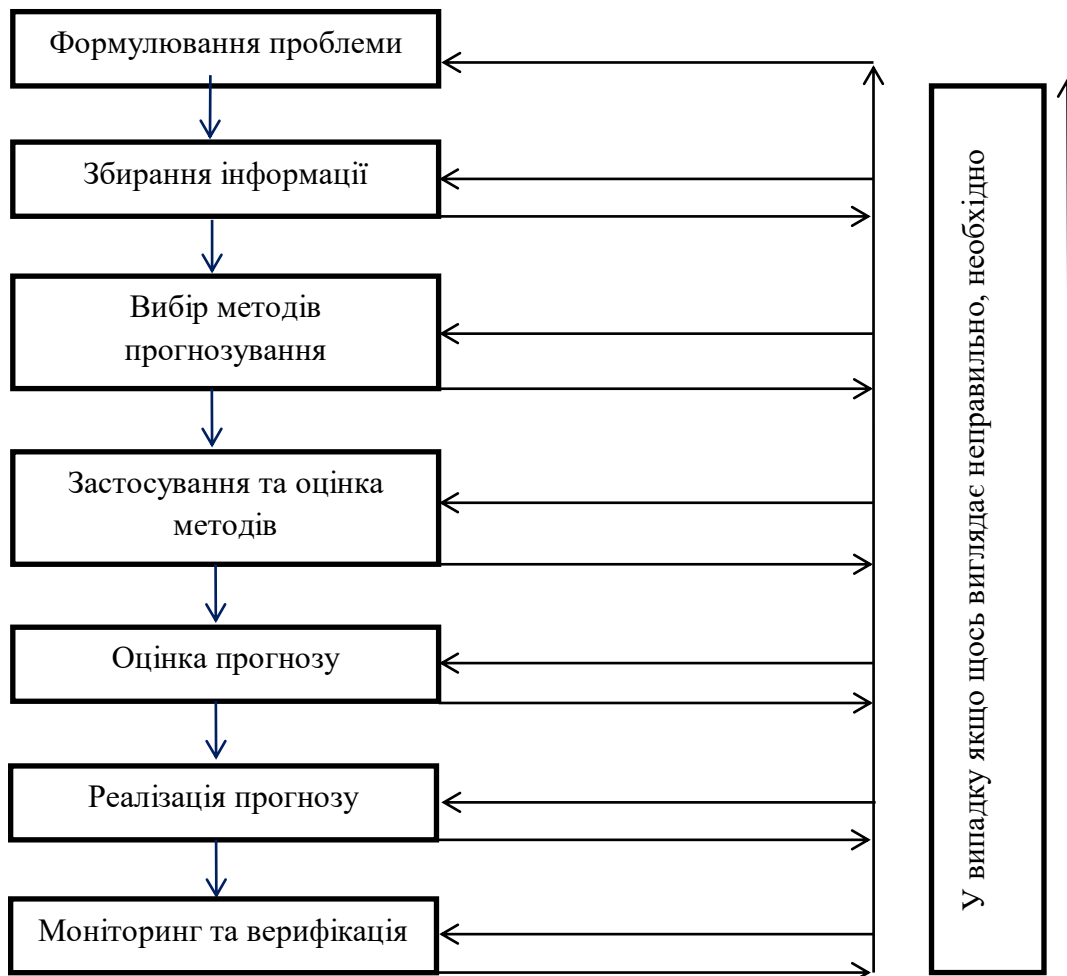 Формулювання проблеми
Збирання інформації
Вибір методів
прогнозування
Застосування та оцінка
методів
Оцінка прогнозу
Реалізація прогнозу
Моніторинг та верифікація
У випадку якщо щось виглядає неправильно, необхідно